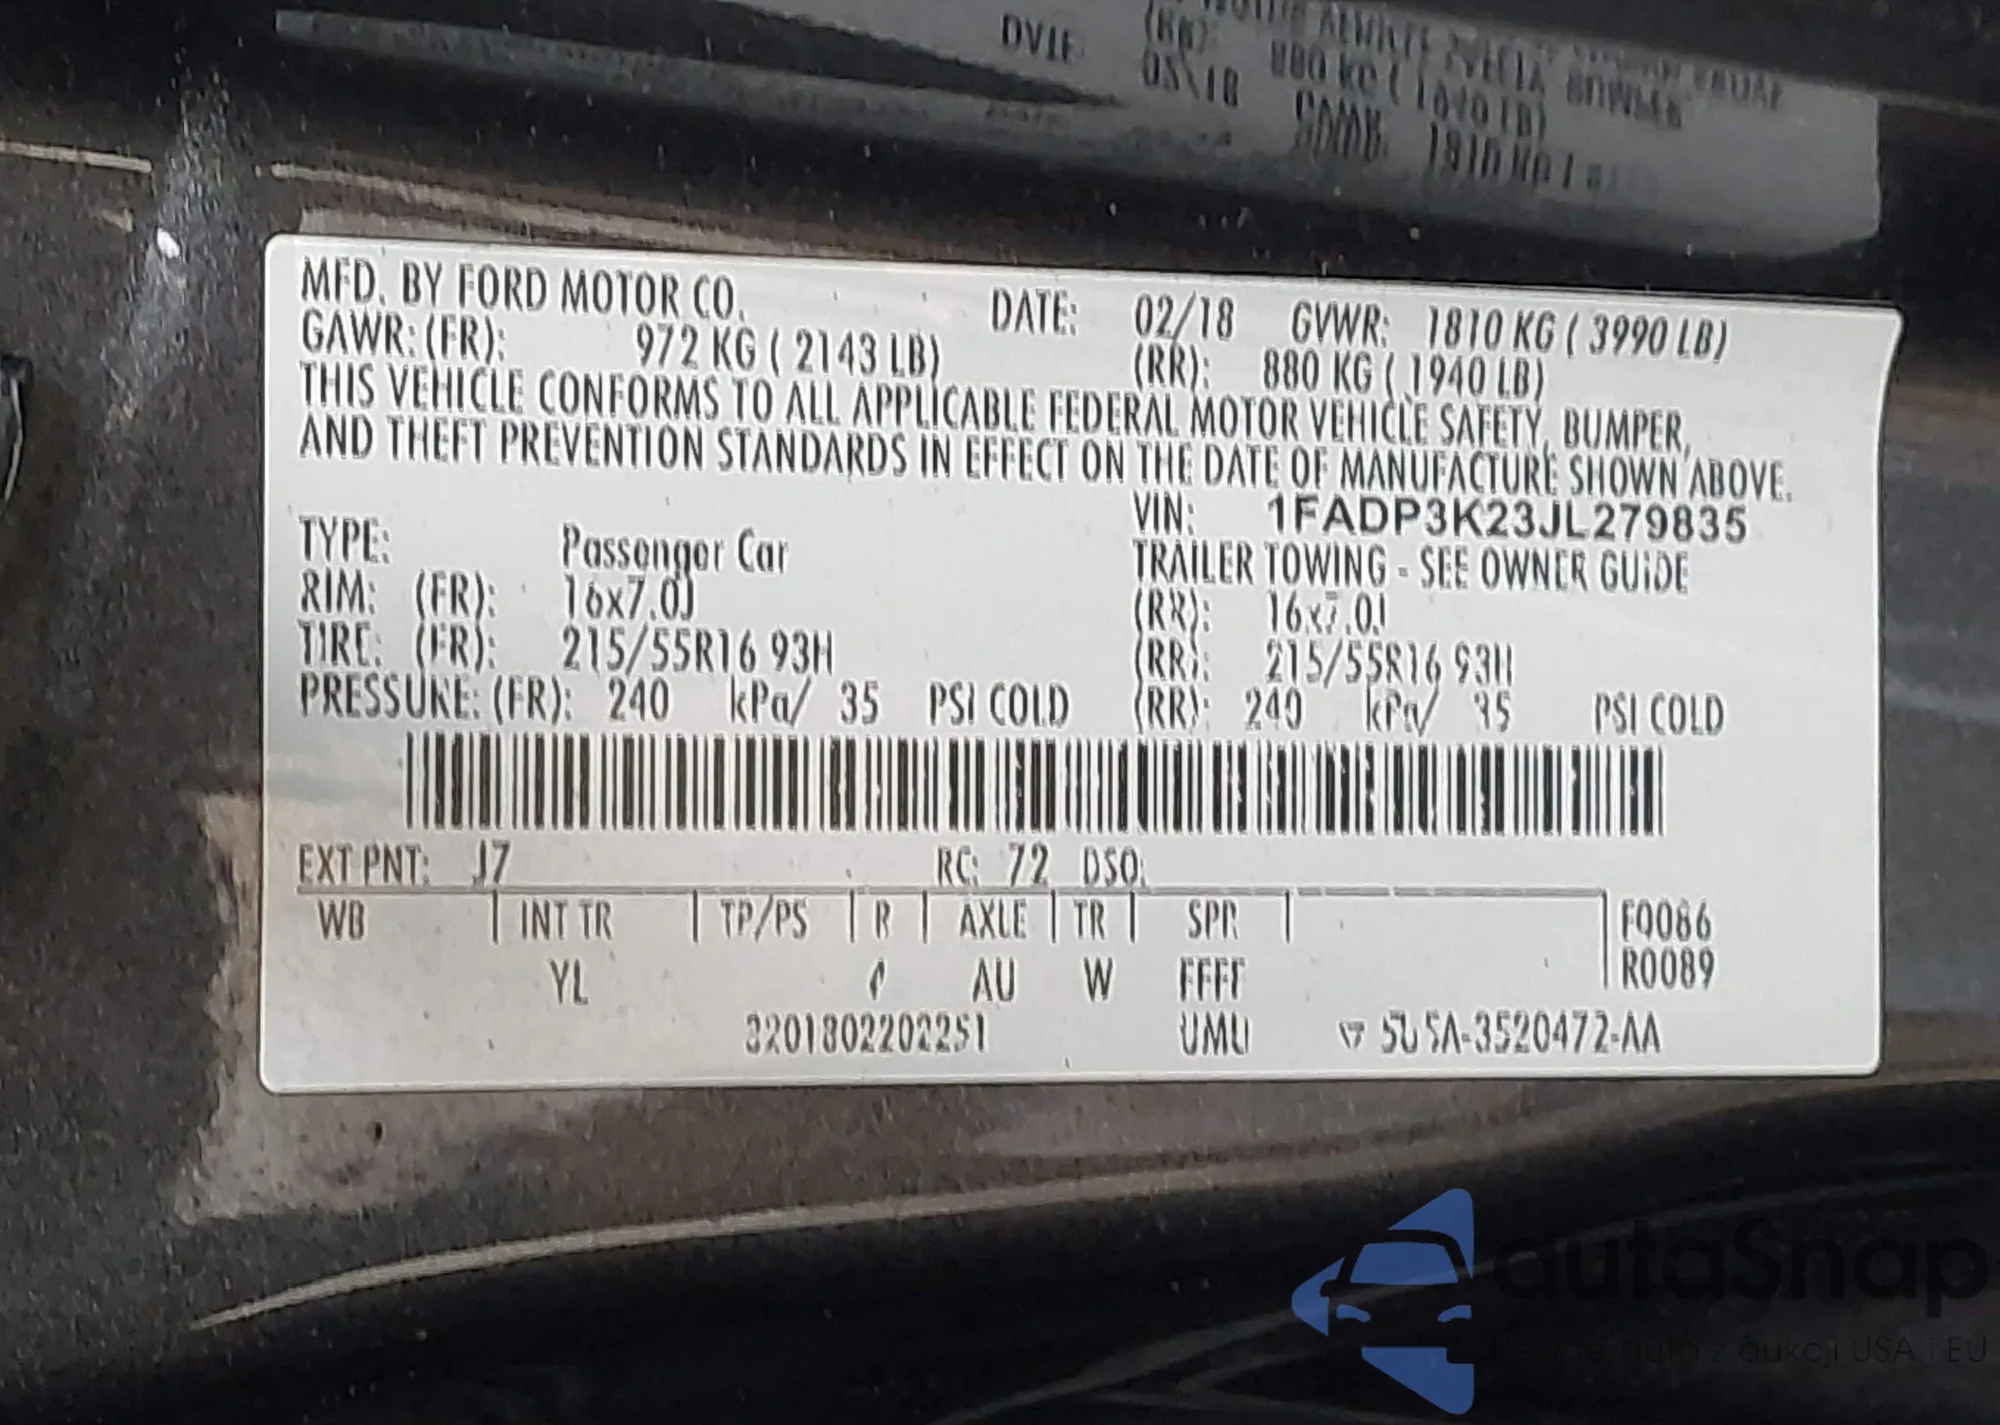 MFD. BY FORD MOTOR CO. DATE: 02/18 GVWR: 1810 KG ( 3990 LB)
GAWR: (FR): 972 KG ( 2143 LB) (RR): 880 KG ( 1940 LB)
THIS VEHICLE CONFORMS TO ALL APPLICABLE FEDERAL MOTOR VEHICLE SAFETY, BUMPER,
AND THEFT PREVENTION STANDARDS IN EFFECT ON THE DATE OF MANUFACTURE SHOWN ABOVE.
VIN: 1FADP3K23JL279835
TYPE: Passenger Car TRAILER TOWING - SEE OWNER GUIDE
RIM: (FR): 16x7.0J (RR): 16x7.0J
TIRE: (FR): 215/55R16 93H (RR): 215/55R16 93H
PRESSURE: (FR): 240 kPa/ 35 PSI COLD (RR): 240 kPa/ 35 PSI COLD
EXT PNT: J7 RC: 72 DSO:
WB INT TR TP/PS R AXLE TR SPR F0086
R0089
YL AU W FFFF
3201802202251 UMU
autaSnap
auta z aukcji USA i EU